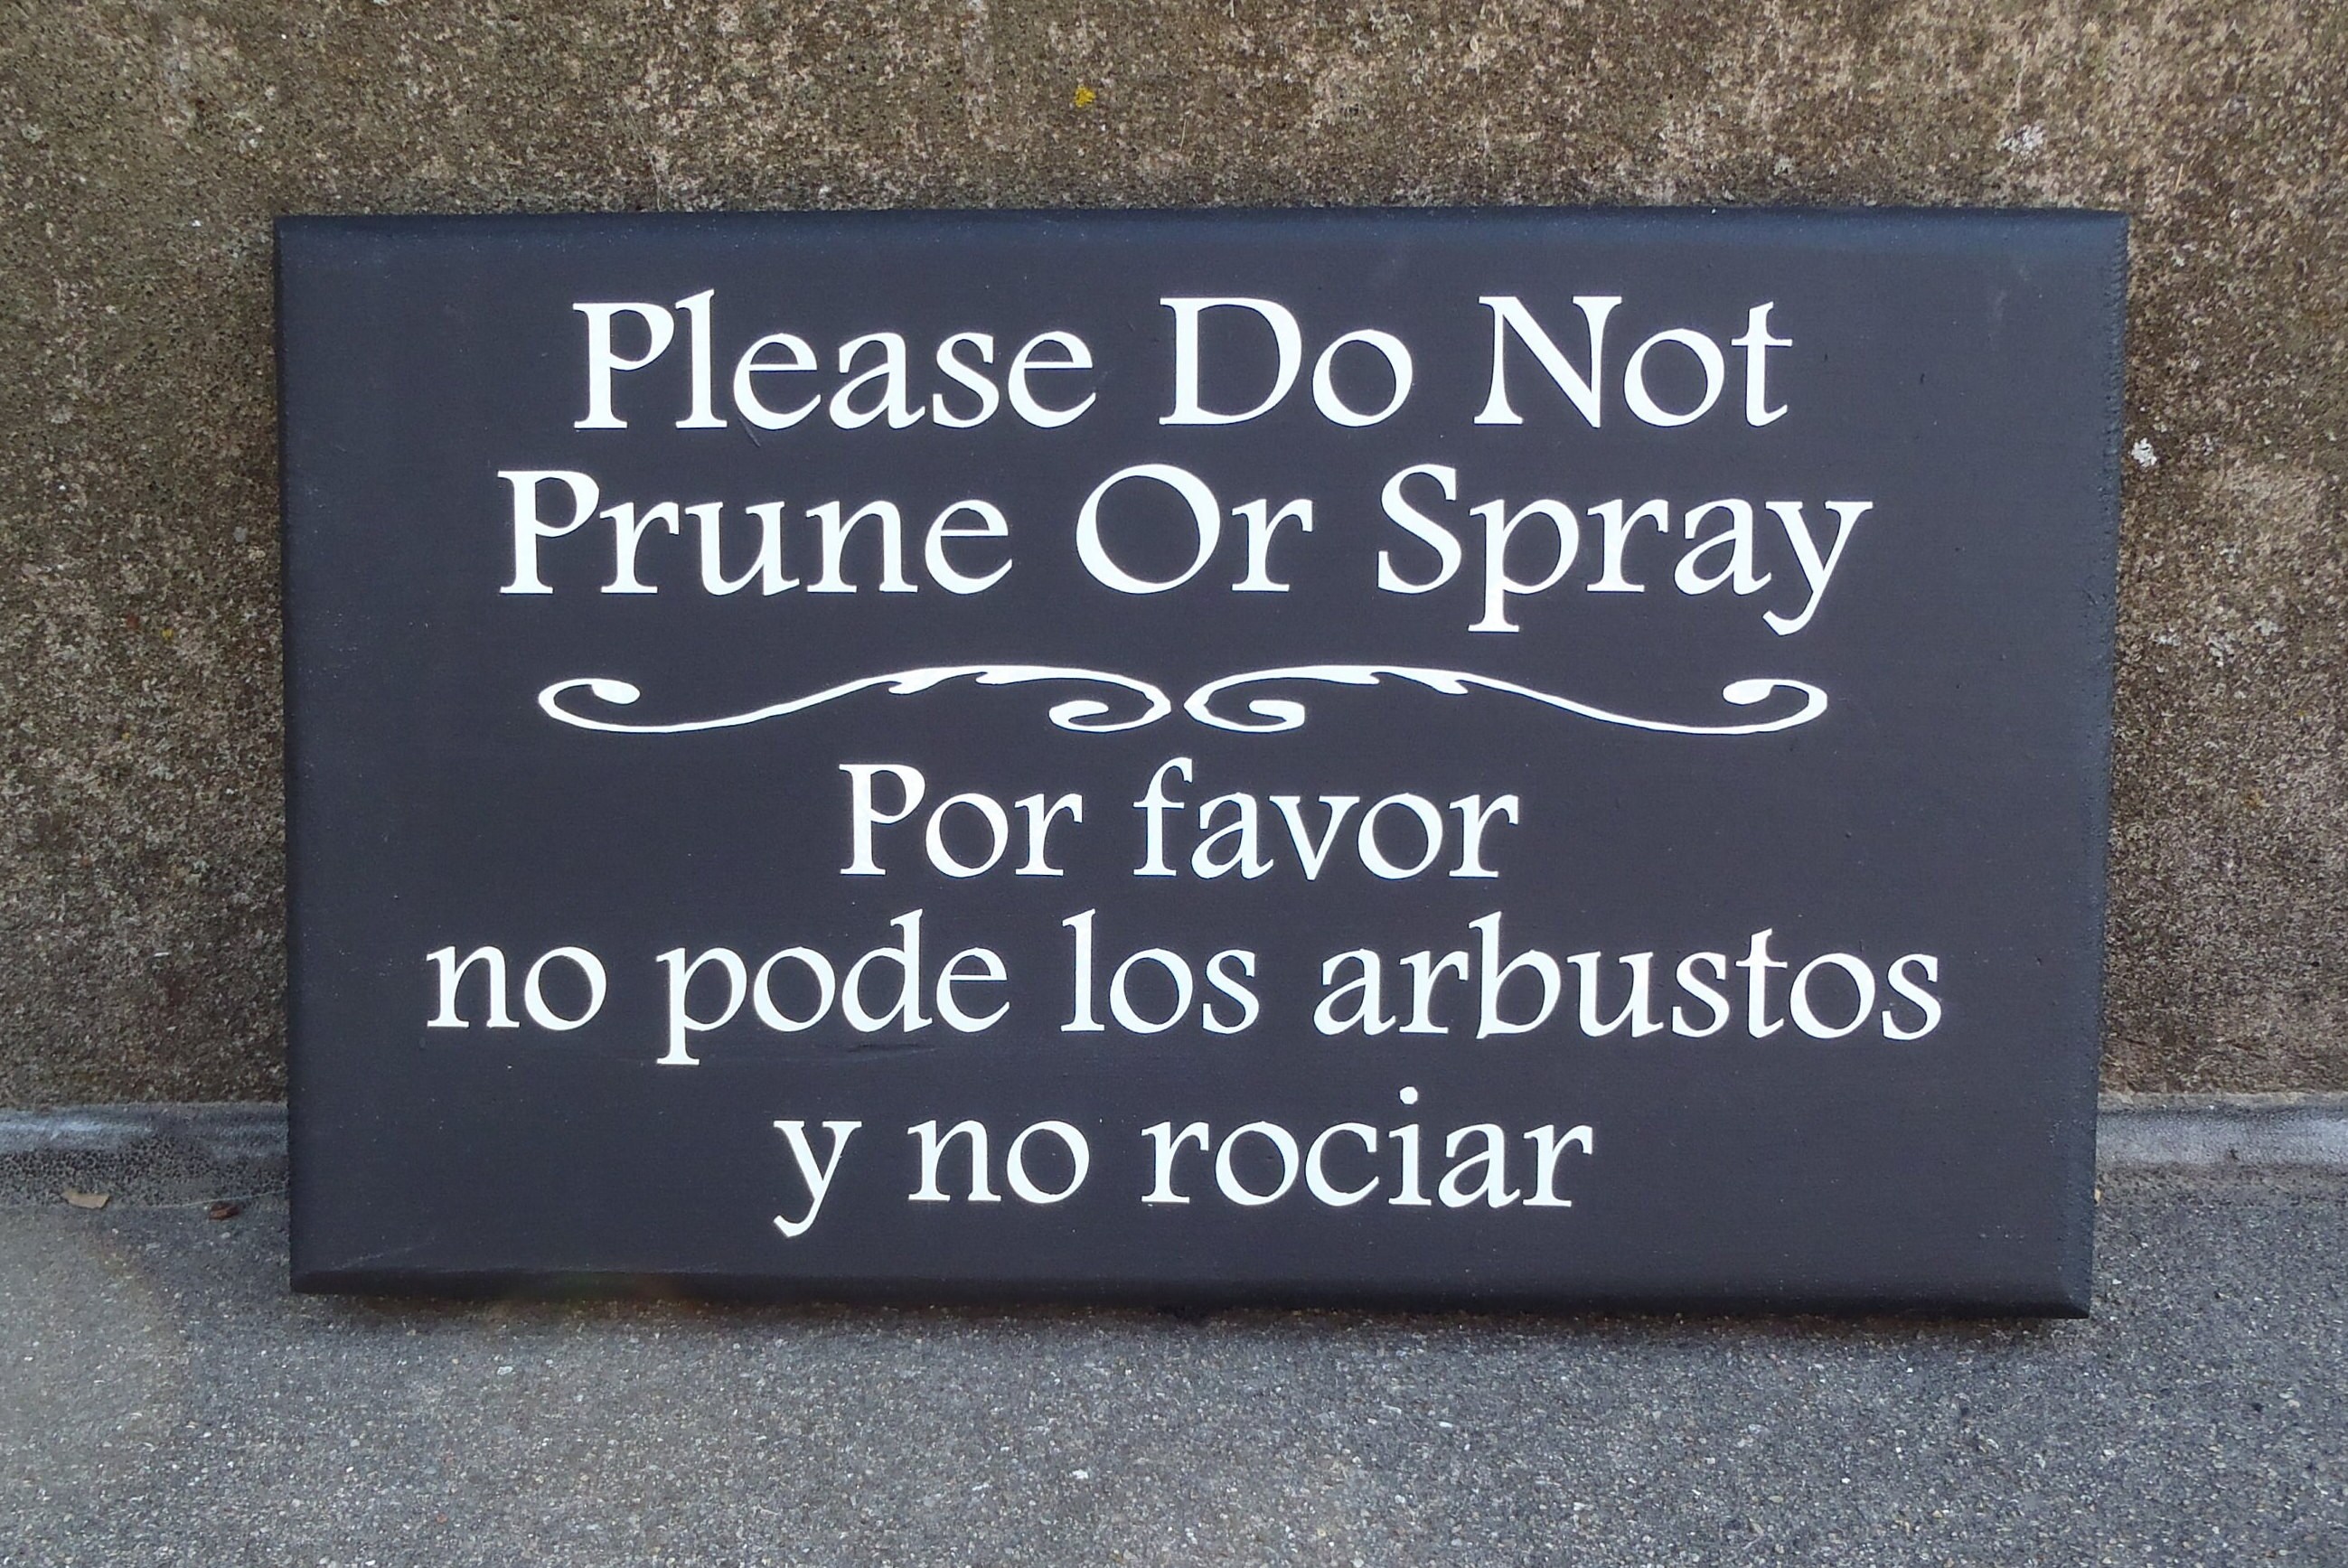 Please Do Not
Prune Or Spray
Por favor
no pode los arbustos
y no rociar